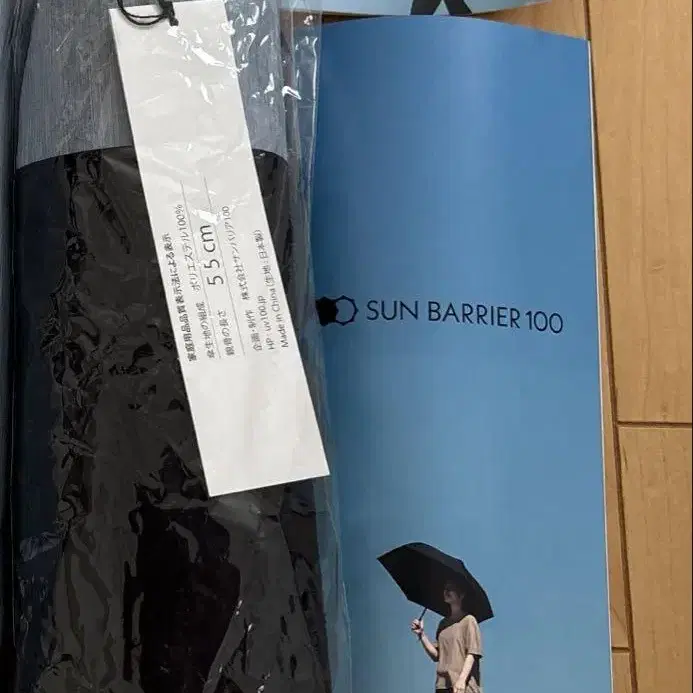 家庭用品品質表示法による表示
傘生地の組成 ポリエステル100%
親骨の長さ 55cm
企画・制作 株式会社サンバリア100
HP : uv100.jp
Made in China (生地 : 日本製)
SUN BARRIER 100